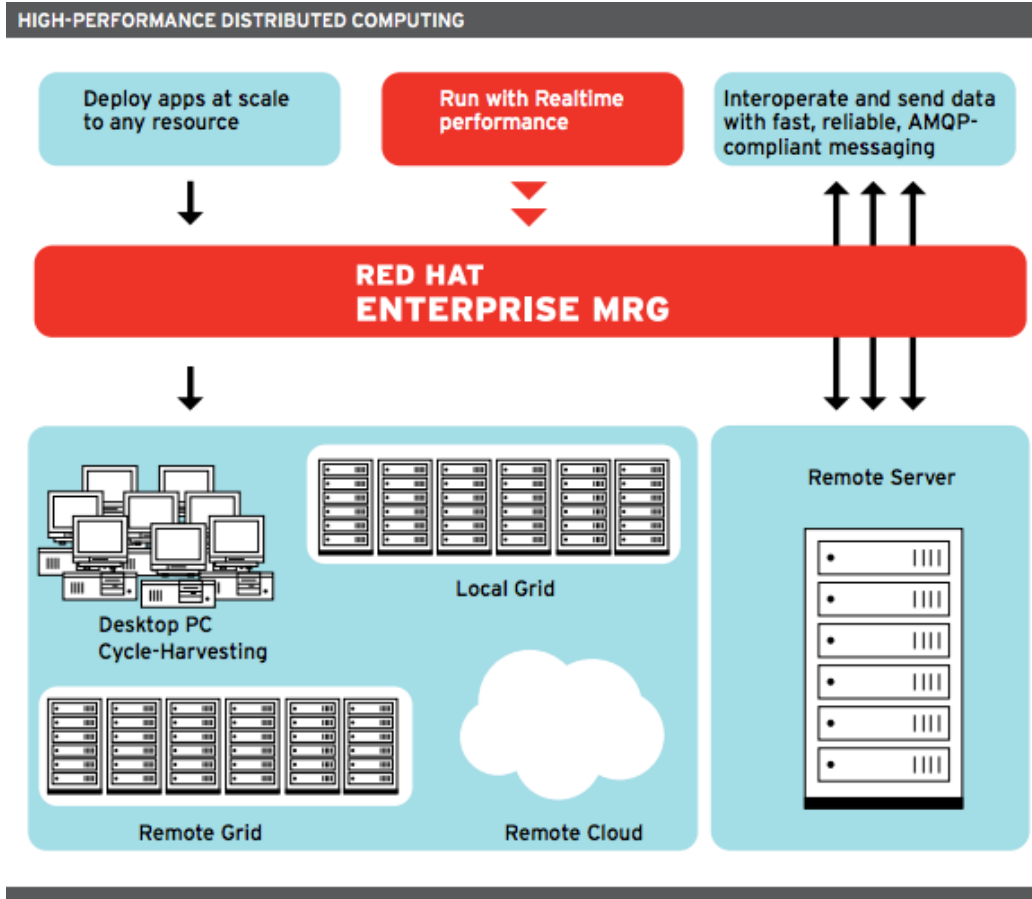 HIGH-PERFORMANCE DISTRIBUTED COMPUTING
Deploy apps at scale
to any resource
Run with Realtime
performance
Interoperate and send data
with fast, reliable, AMQP-
compliant messaging
RED HAT
ENTERPRISE MRG
Desktop PC
Cycle-Harvesting
Local Grid
Remote Grid
Remote Cloud
Remote Server